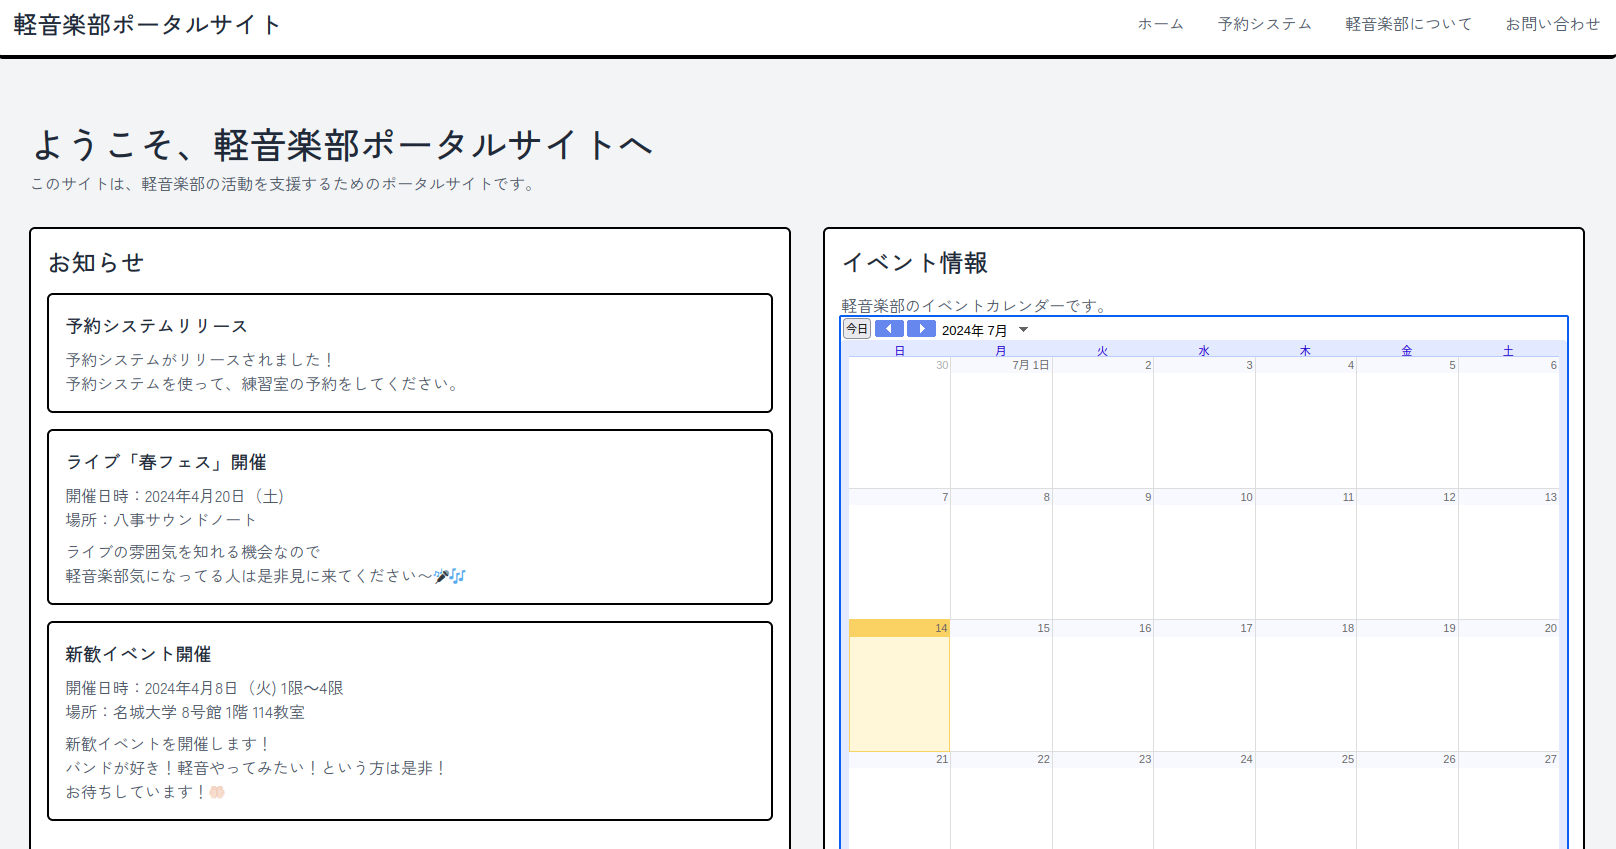 軽音楽部ポータルサイト
ホーム 予約システム 軽音楽部について お問い合わせ
ようこそ、軽音楽部ポータルサイトへ
このサイトは、軽音楽部の活動を支援するためのポータルサイトです。
お知らせ
予約システムリリース
予約システムがリリースされました！
予約システムを使って、練習室の予約をしてください。
ライブ「春フェス」開催
開催日時：2024年4月20日（土）
場所：八事サウンドノート
ライブの雰囲気を知れる機会なので
軽音楽部気になってる人は是非見に来てください〜🎤🎶
新歓イベント開催
開催日時：2024年4月8日（火) 1限〜4限
場所：名城大学 8号館 1階 114教室
新歓イベントを開催します！
バンドが好き！軽音やってみたい！という方は是非！
お待ちしています！🤲🏻
イベント情報
軽音楽部のイベントカレンダーです。
今日 2024年 7月
日 月 火 水 木 金 土
30 7月 1日 2 3 4 5 6
7 8 9 10 11 12 13
14 15 16 17 18 19 20
21 22 23 24 25 26 27